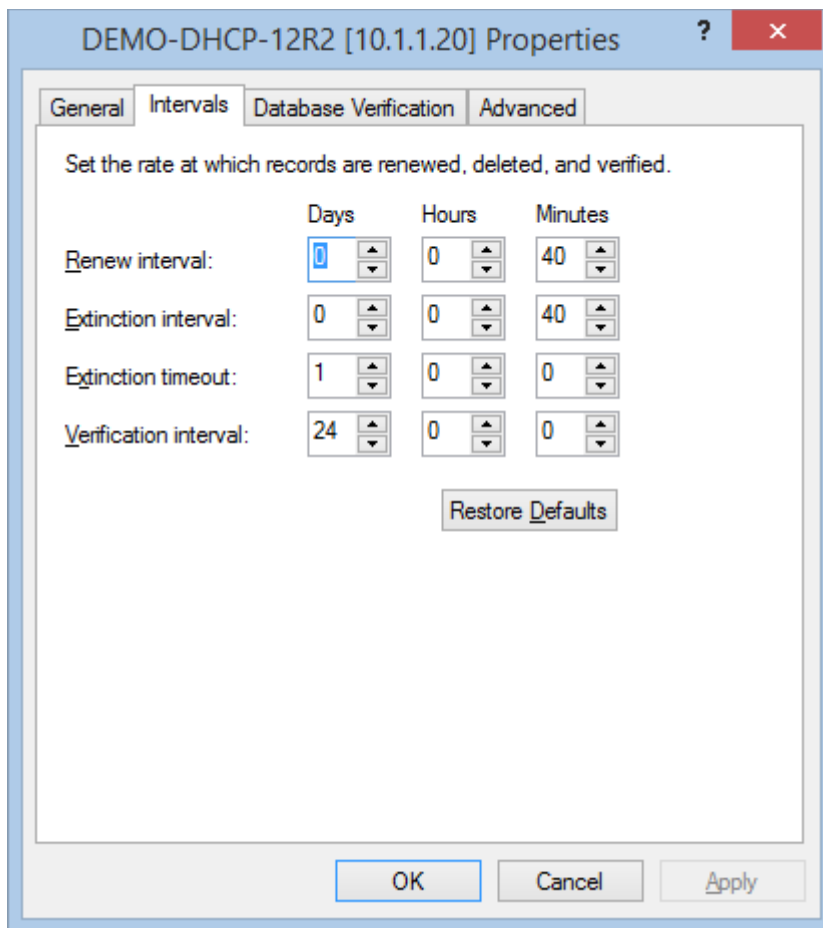 DEMO-DHCP-12R2 [10.1.1.20] Properties ? ×
General Intervals Database Verification Advanced
Set the rate at which records are renewed, deleted, and verified.
Days Hours Minutes
Renew interval: 0 0 40
Extinction interval: 0 0 40
Extinction timeout: 1 0 0
Verification interval: 24 0 0
Restore Defaults
OK Cancel Apply